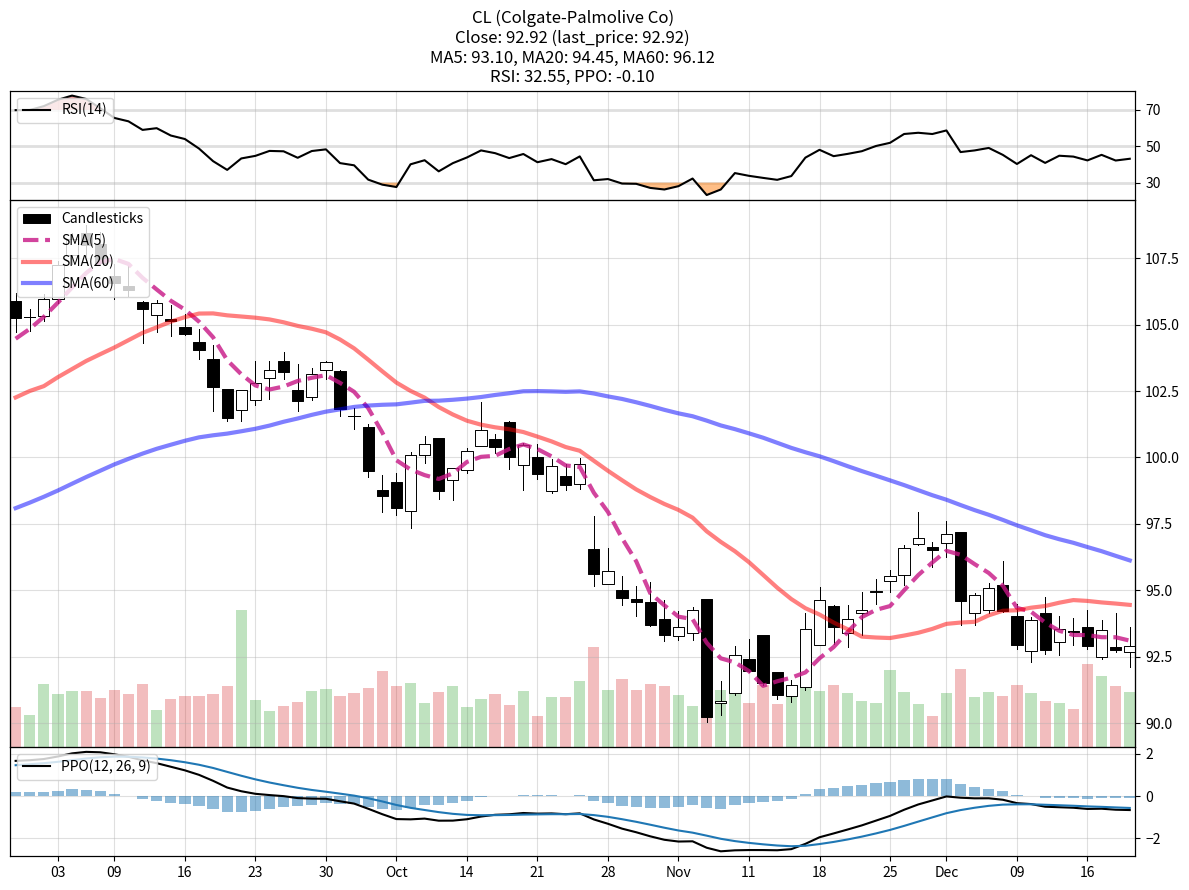 CL (Colgate-Palmolive Co)
Close: 92.92 (last_price: 92.92)
MA5: 93.10, MA20: 94.45, MA60: 96.12
RSI: 32.55, PPO: -0.10
RSI(14)
70
50
30
Candlesticks
SMA(5)
SMA(20)
SMA(60)
107.5
105.0
102.5
100.0
97.5
95.0
92.5
90.0
PPO(12, 26, 9)
2
0
−2
03 09 16 23 30 Oct 14 21 28 Nov 11 18 25 Dec 09 16